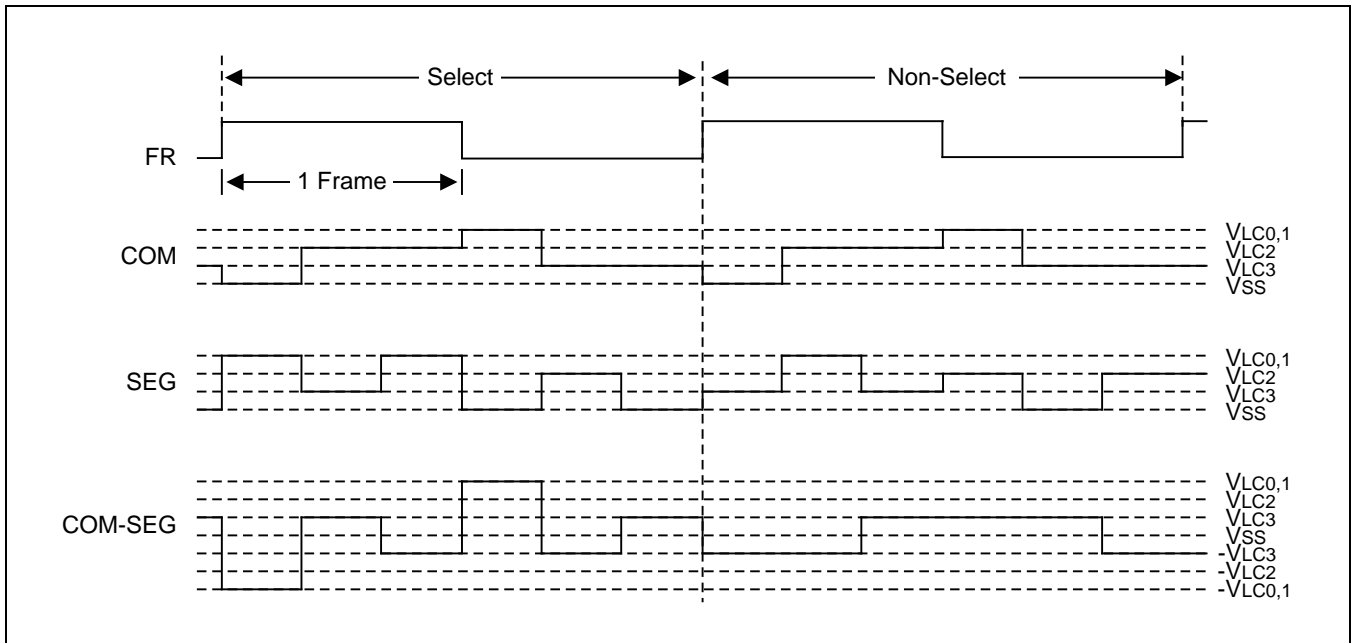 Select
Non-Select
FR
1 Frame
COM
VLC0,1
VLC2
VLC3
VSS
SEG
VLC0,1
VLC2
VLC3
VSS
COM-SEG
VLC0,1
VLC2
VLC3
VSS
-VLC3
-VLC2
-VLC0,1